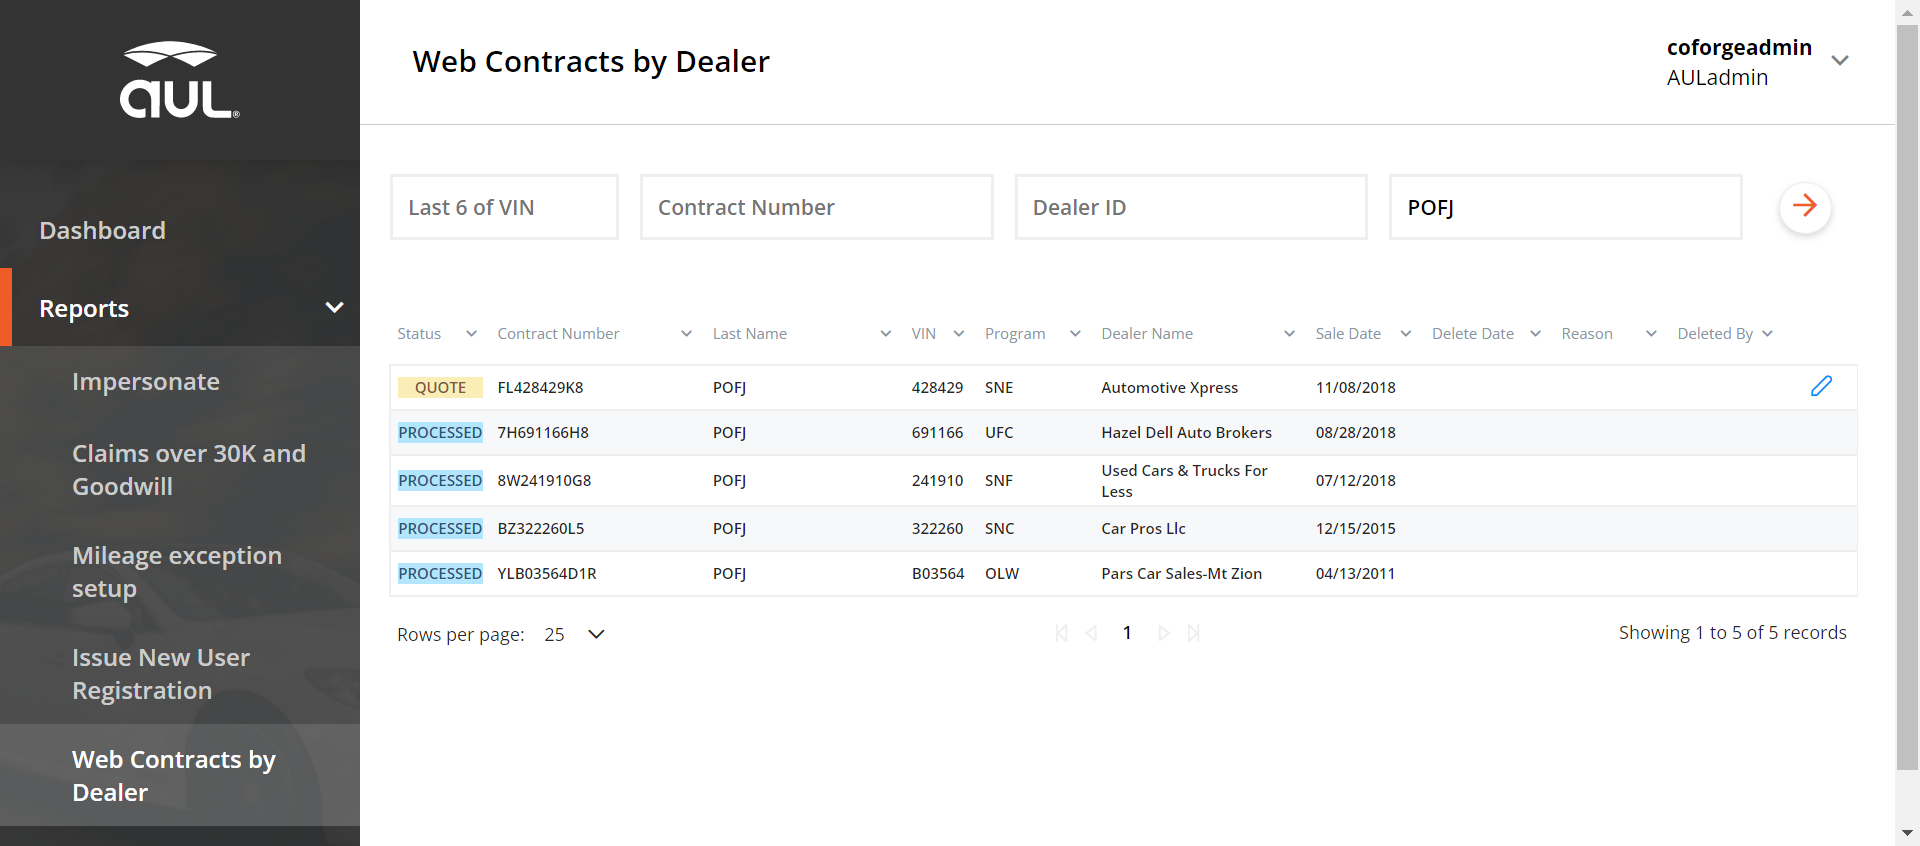 aUL®
Dashboard
Reports
Impersonate
Claims over 30K and
Goodwill
Mileage exception
setup
Issue New User
Registration
Web Contracts by
Dealer
Web Contracts by Dealer
coforgeadmin
AULadmin
Last 6 of VIN Contract Number Dealer ID POFJ
Status Contract Number Last Name VIN Program Dealer Name Sale Date Delete Date Reason Deleted By
QUOTE FL428429K8 POFJ 428429 SNE Automotive Xpress 11/08/2018
PROCESSED 7H691166H8 POFJ 691166 UFC Hazel Dell Auto Brokers 08/28/2018
PROCESSED 8W241910G8 POFJ 241910 SNF Used Cars & Trucks For
Less 07/12/2018
PROCESSED BZ322260L5 POFJ 322260 SNC Car Pros Llc 12/15/2015
PROCESSED YLB03564D1R POFJ B03564 OLW Pars Car Sales-Mt Zion 04/13/2011
Rows per page: 25 1 Showing 1 to 5 of 5 records